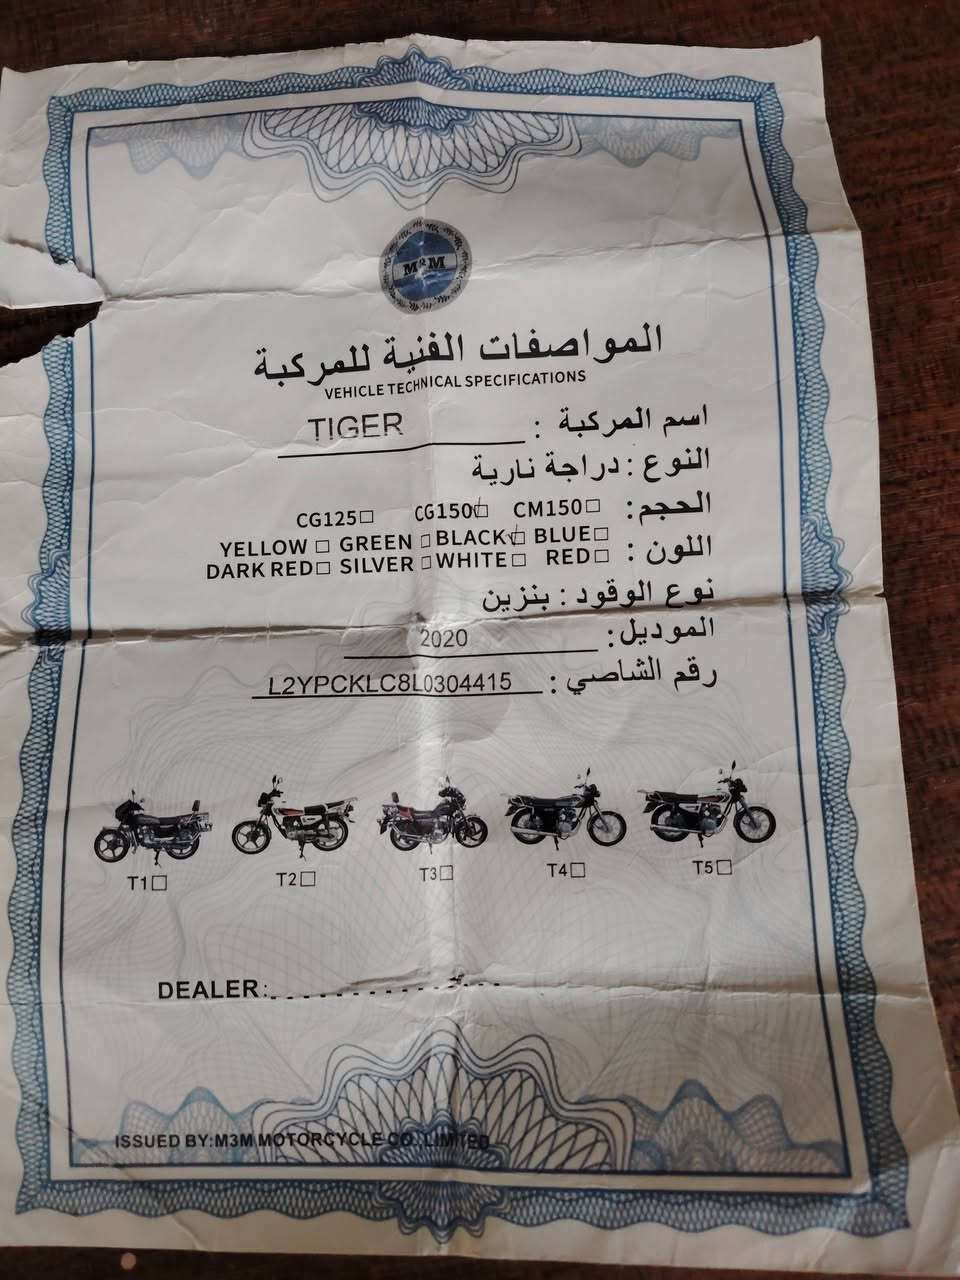 M3M
المواصفات الفنية للمركبة
VEHICLE TECHNICAL SPECIFICATIONS
اسم المركبة : TIGER
النوع : دراجة نارية
الحجم: CG125☐ CG150☑ CM150☐
اللون : YELLOW ☐ GREEN ☐ BLACK☑ BLUE☐
DARK RED☐ SILVER ☐ WHITE☐ RED☐
نوع الوقود : بنزين
الموديل: 2020
رقم الشاصي : L2YPCKLC8L0304415
T1☐ T2☐ T3☐ T4☐ T5☐
DEALER:....................
ISSUED BY:M3M MOTORCYCLE CO., LIMITED